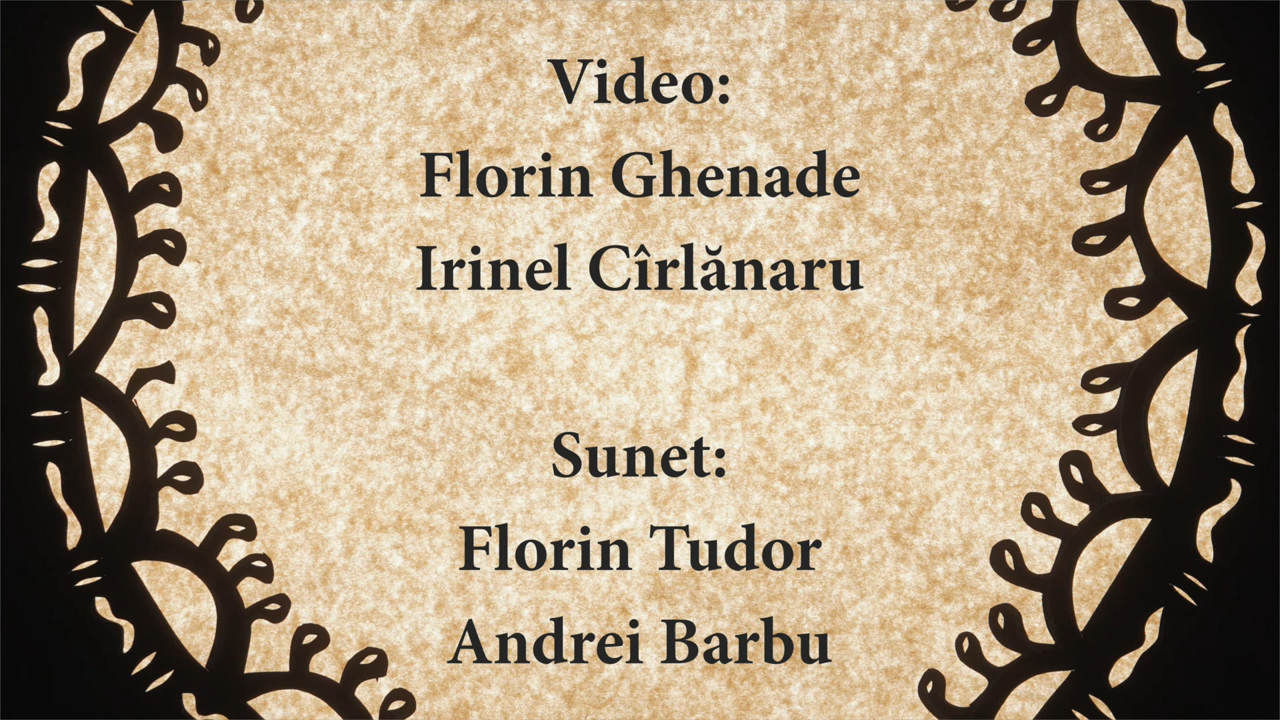 Video:
Florin Ghenade
Irinel Cîrlănaru
Sunet:
Florin Tudor
Andrei Barbu